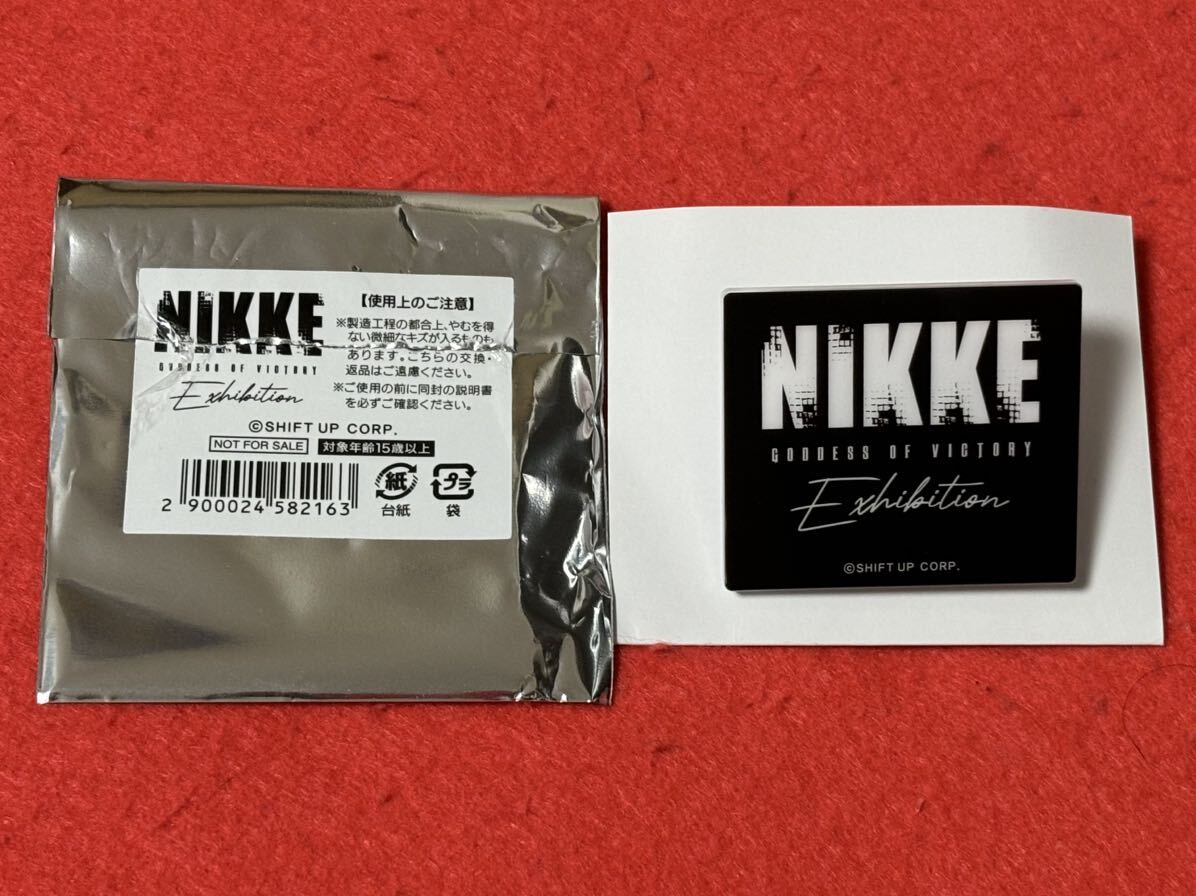 NiKKE
GODDESS OF VICTORY
Exhibition
【使用上のご注意】
※製造工程の都合上、やむを得
ない微細なキズが入るものも
あります。こちらの交換・
返品はご遠慮ください。
※ご使用の前に同封の説明書
を必ずご確認ください。
©SHIFT UP CORP.
NOT FOR SALE 対象年齢15歳以上
2 900024 582163
紙
台紙
プラ
袋
NiKKE
GODDESS OF VICTORY
Exhibition
©SHIFT UP CORP.